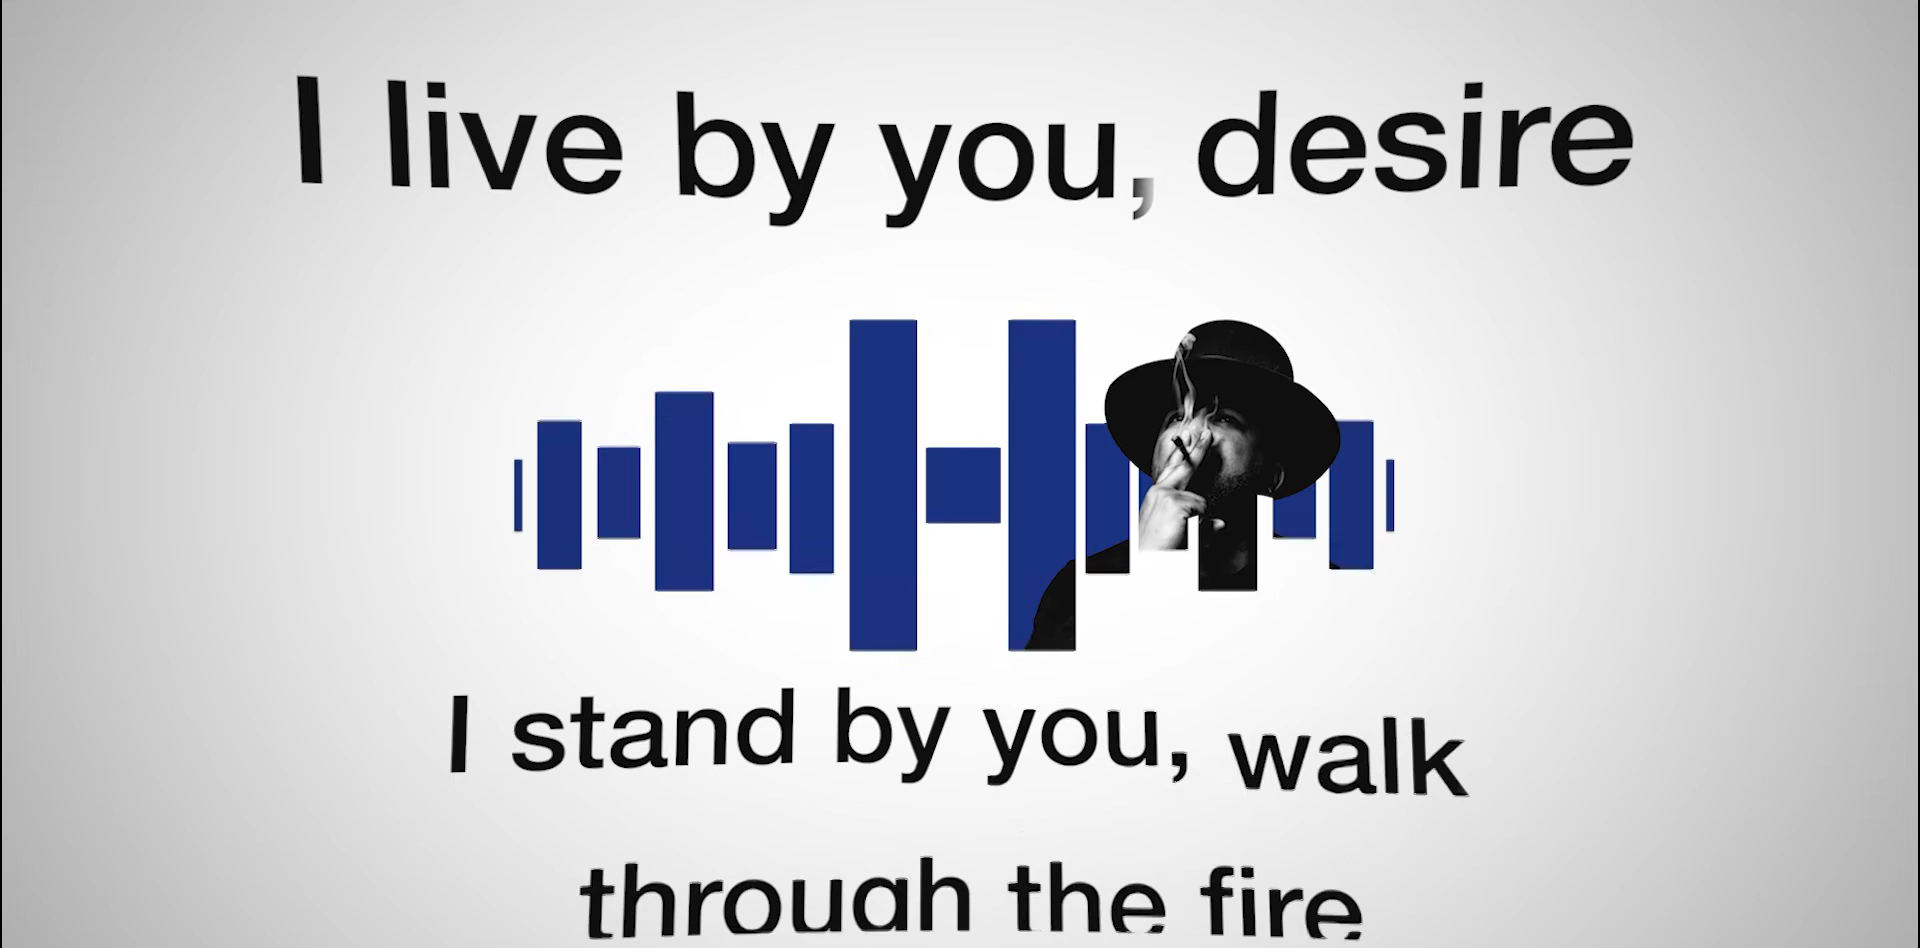 I live by you, desire
I stand by you, walk
through the fire